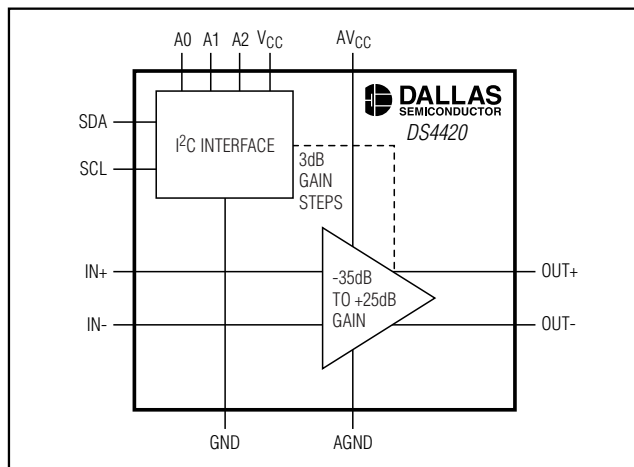 A0 A1 A2 VCC AVCC
DALLAS
SEMICONDUCTOR
DS4420
SDA
I²C INTERFACE
SCL
3dB
GAIN
STEPS
IN+
-35dB
TO +25dB
GAIN
OUT+
IN-
OUT-
GND AGND